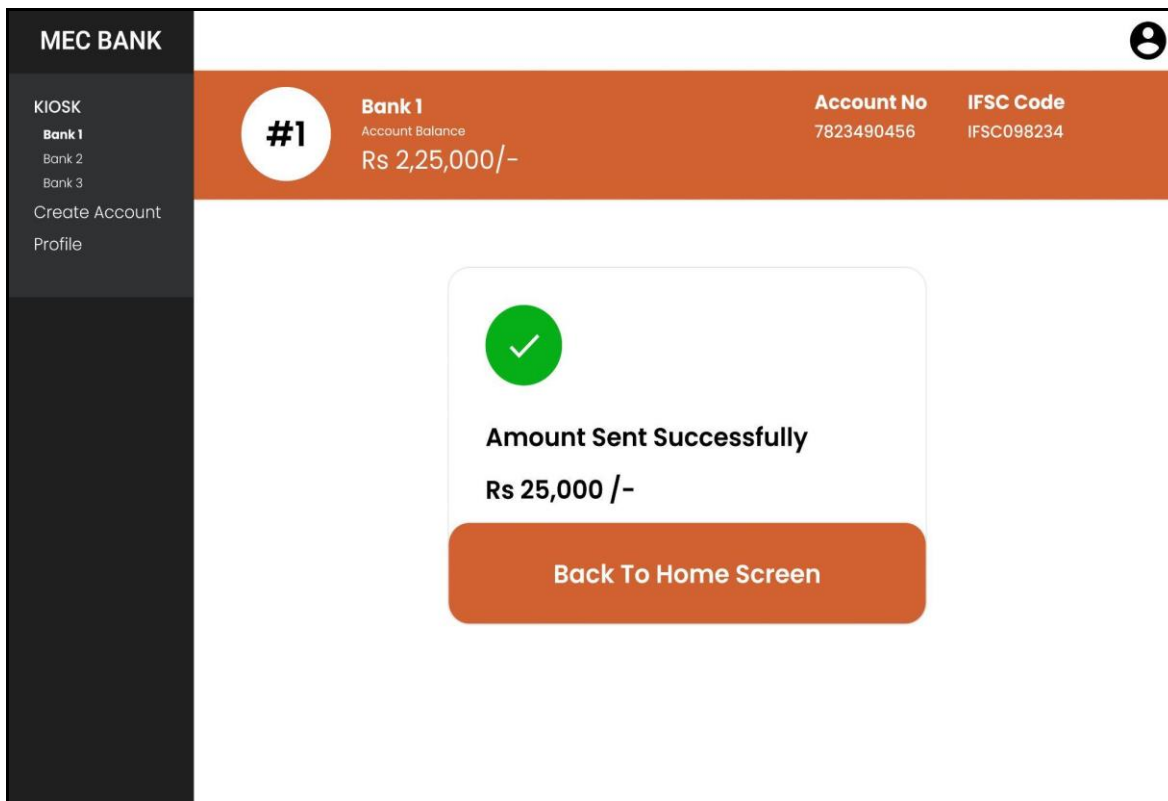 MEC BANK
KIOSK
Bank 1
Bank 2
Bank 3
Create Account
Profile
#1
Bank 1
Account Balance
Rs 2,25,000/-
Account No
7823490456
IFSC Code
IFSC098234
Amount Sent Successfully
Rs 25,000 /-
Back To Home Screen